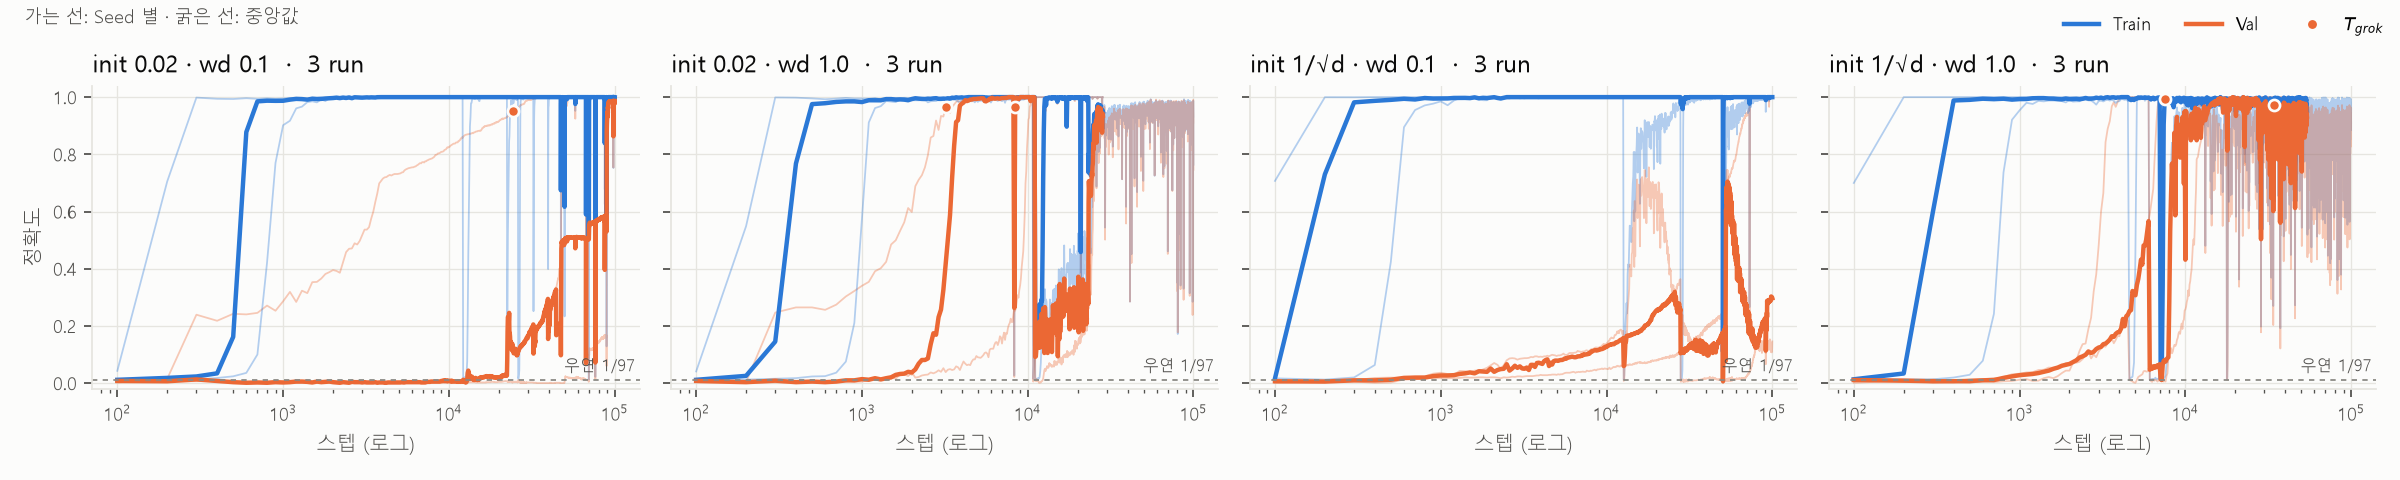 가는 선: Seed 별 · 굵은 선: 중앙값
Train Val T_grok
init 0.02 · wd 0.1 · 3 run
init 0.02 · wd 1.0 · 3 run
init 1/√d · wd 0.1 · 3 run
init 1/√d · wd 1.0 · 3 run
정확도
1.0
0.8
0.6
0.4
0.2
0.0
우연 1/97
우연 1/97
우연 1/97
우연 1/97
10² 10³ 10⁴ 10⁵
10² 10³ 10⁴ 10⁵
10² 10³ 10⁴ 10⁵
10² 10³ 10⁴ 10⁵
스텝 (로그)
스텝 (로그)
스텝 (로그)
스텝 (로그)